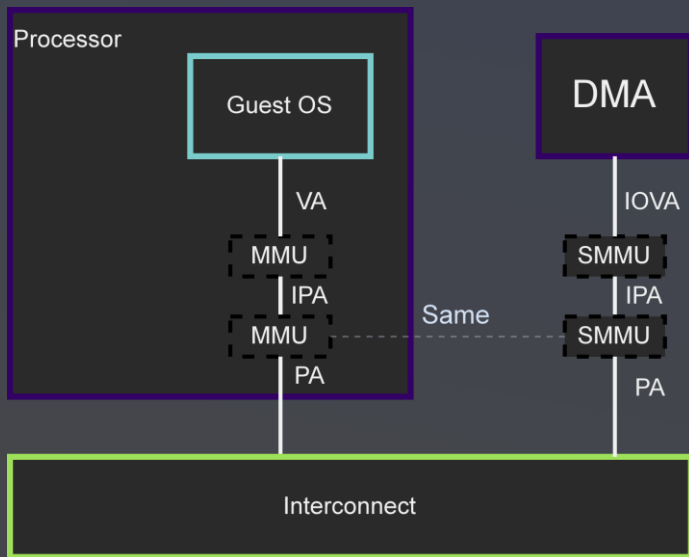 Processor
Guest OS
DMA
VA
IOVA
MMU
SMMU
IPA
IPA
Same
MMU
SMMU
PA
PA
Interconnect